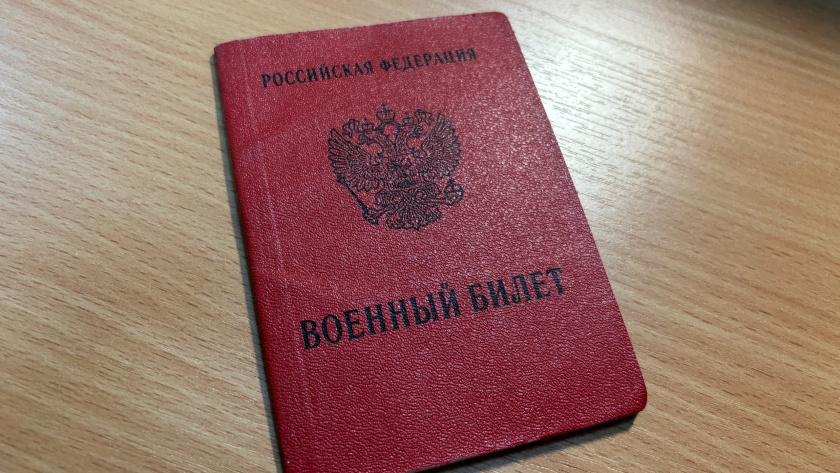 РОССИЙСКАЯ ФЕДЕРАЦИЯ
ВОЕННЫЙ БИЛЕТ